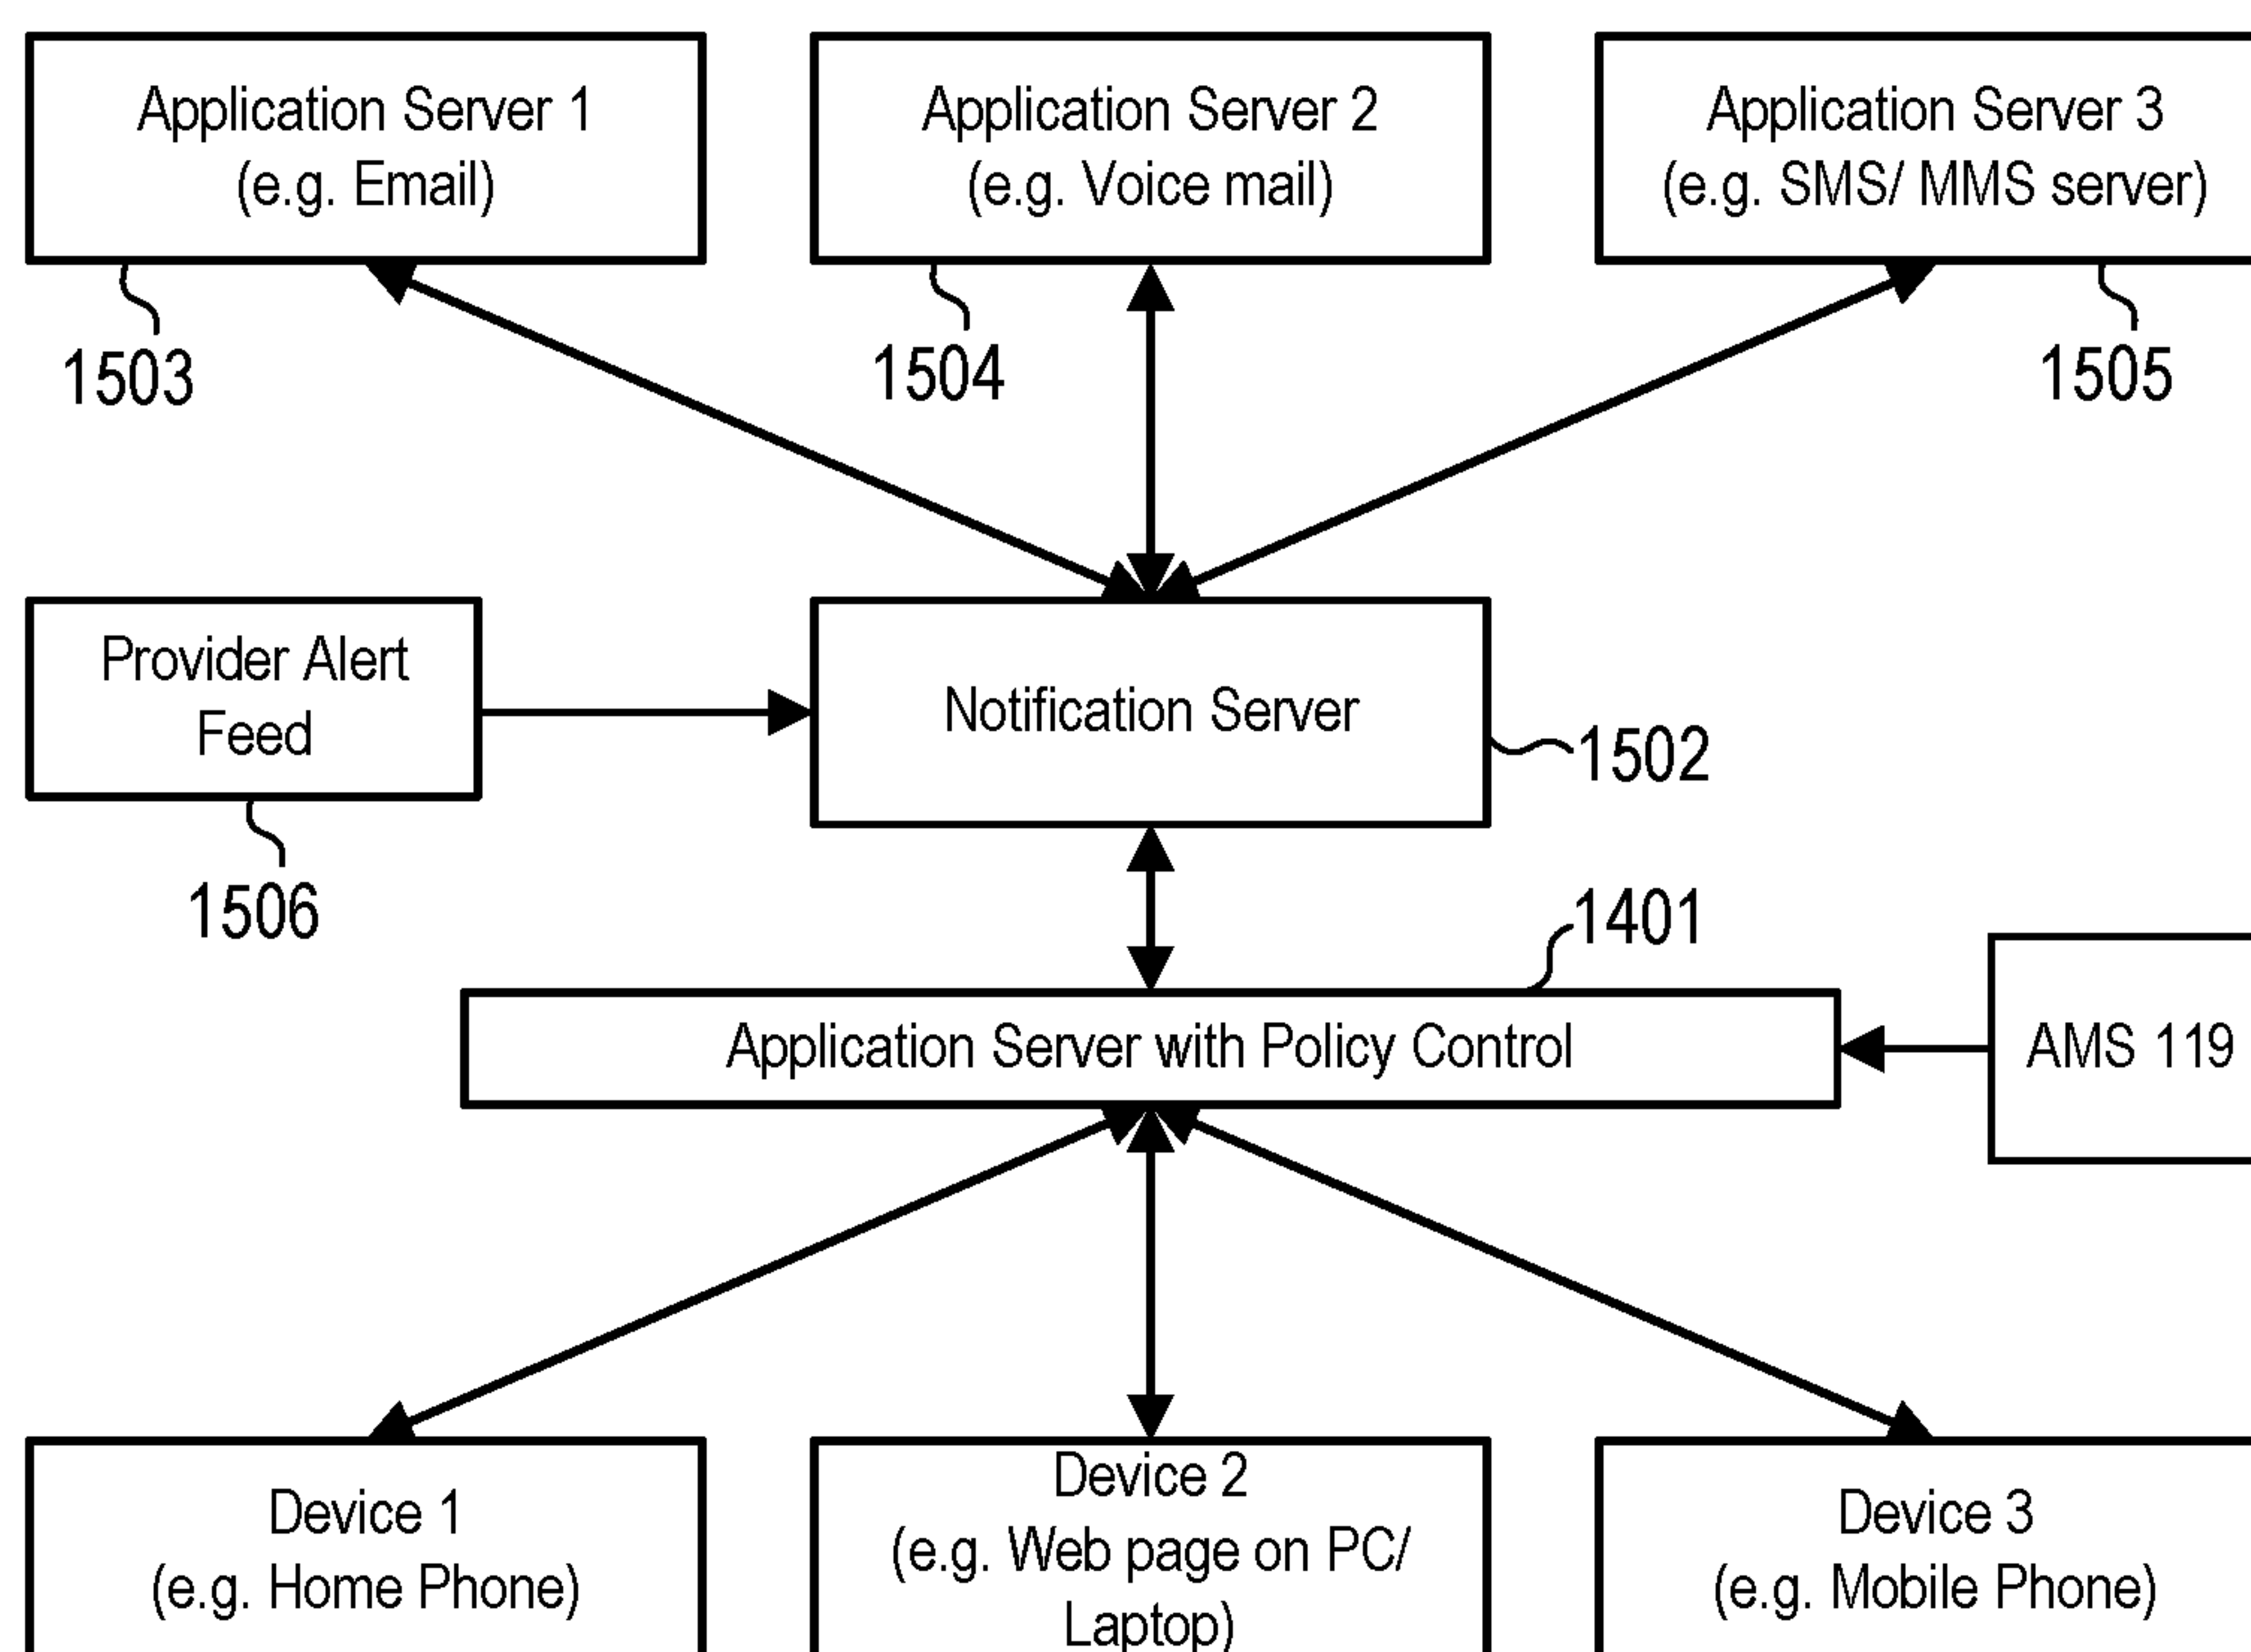 Application Server 1
(e.g. Email)
Application Server 2
(e.g. Voice mail)
Application Server 3
(e.g. SMS/ MMS server)
1503
1504
1505
Provider Alert
Feed
Notification Server
1502
1506
1401
Application Server with Policy Control
AMS 119
Device 1
(e.g. Home Phone)
Device 2
(e.g. Web page on PC/
Laptop)
Device 3
(e.g. Mobile Phone)